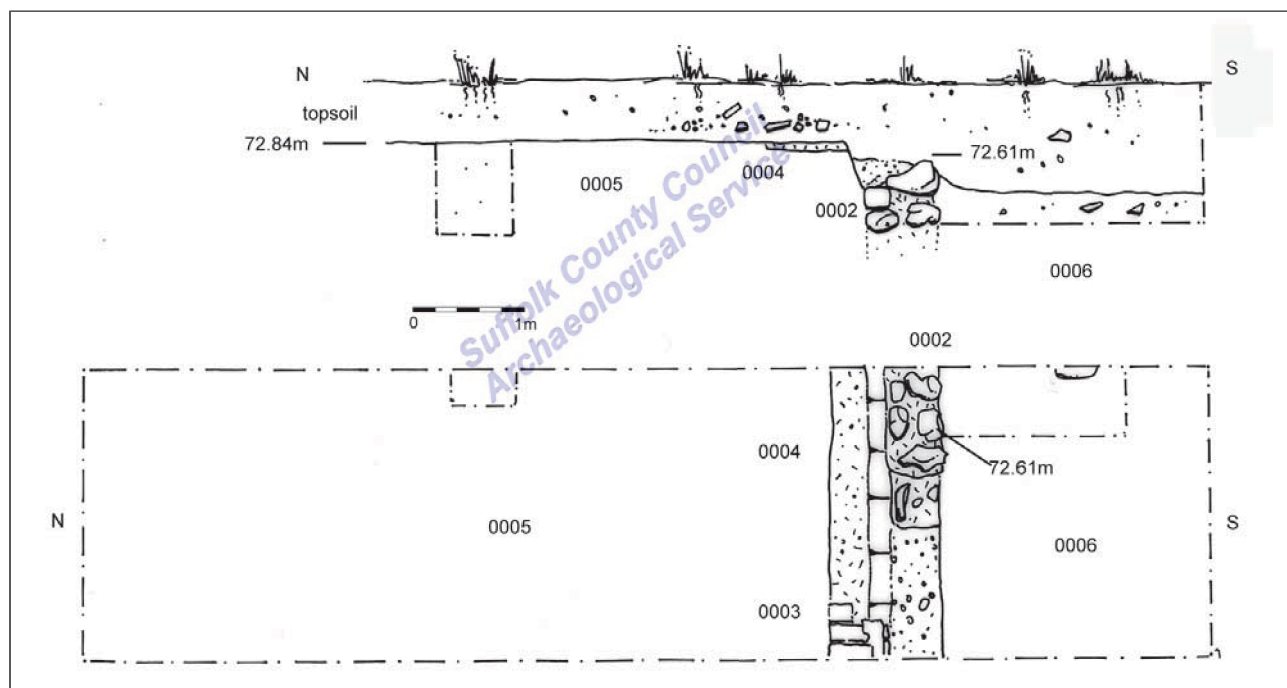 N
S
topsoil
72.84m
72.61m
0005
0004
0002
0006
0
1m
Suffolk County Council
Archaeological Service
0002
0004
72.61m
N
0005
0006
S
0003